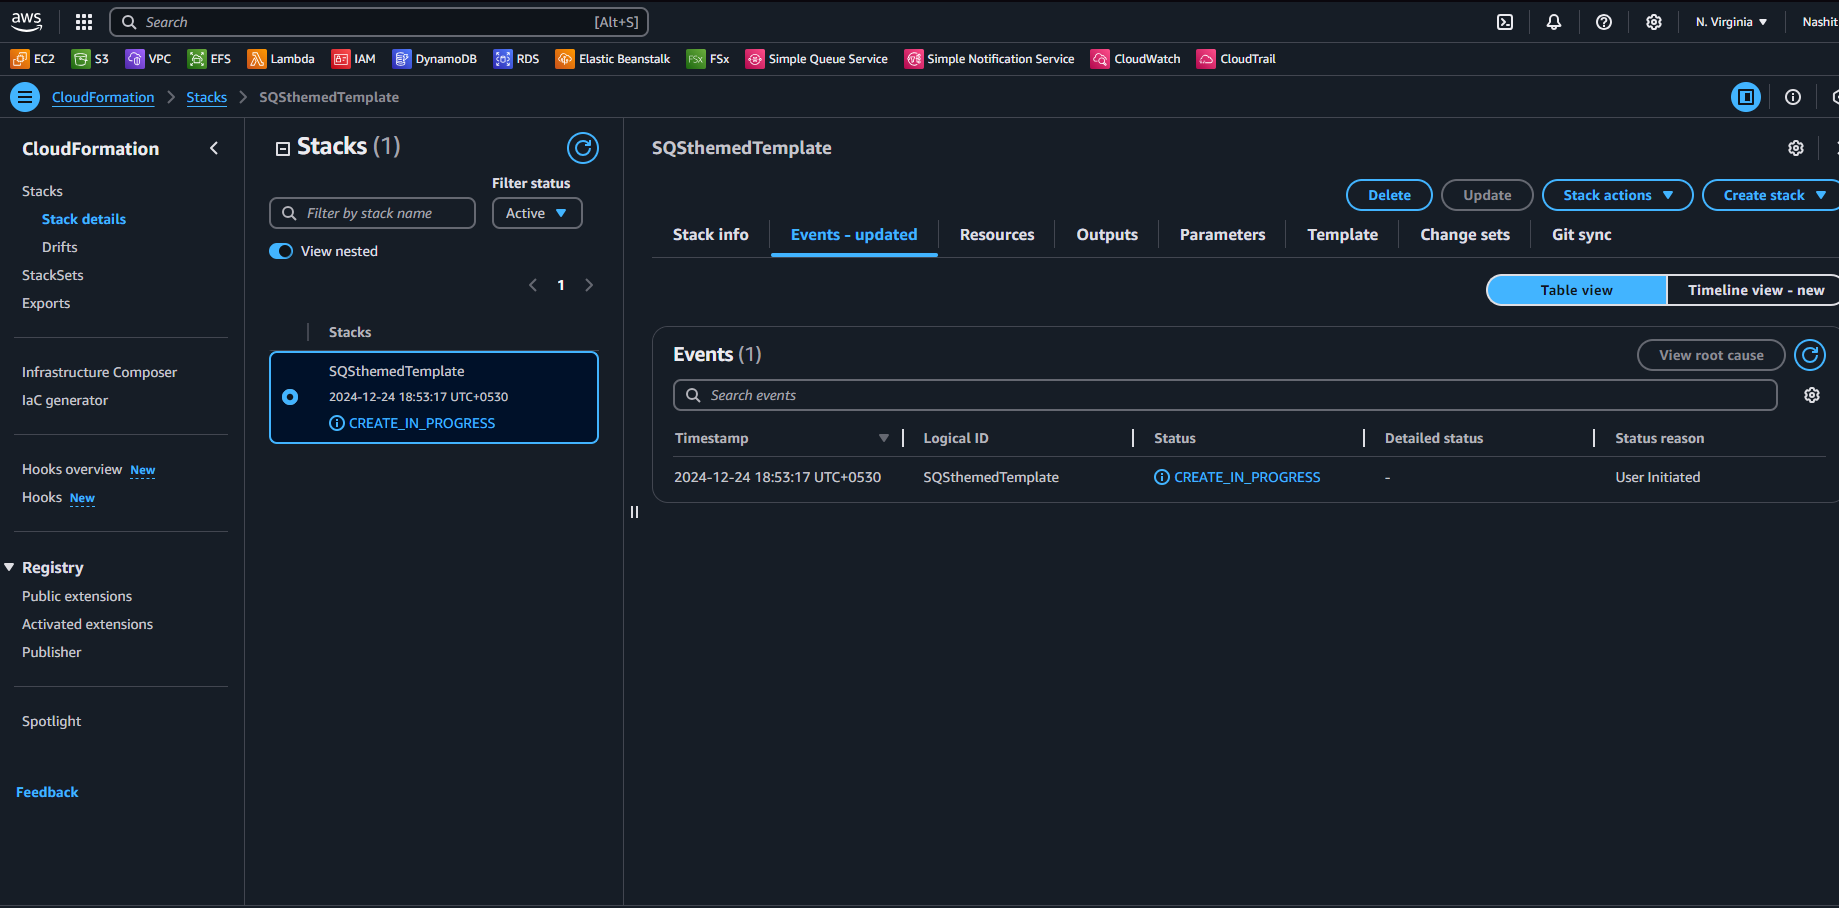 aws
Search [Alt+S]
N. Virginia
Nashit
EC2 S3 VPC EFS Lambda IAM DynamoDB RDS Elastic Beanstalk FSx FSx Simple Queue Service Simple Notification Service CloudWatch CloudTrail
CloudFormation > Stacks > SQSthemedTemplate
CloudFormation
Stacks
Stack details
Drifts
StackSets
Exports
Infrastructure Composer
IaC generator
Hooks overview New
Hooks New
Registry
Public extensions
Activated extensions
Publisher
Spotlight
Feedback
Stacks (1)
Filter status
Filter by stack name
Active
View nested
1
Stacks
SQSthemedTemplate
2024-12-24 18:53:17 UTC+0530
CREATE_IN_PROGRESS
SQSthemedTemplate
Delete Update Stack actions Create stack
Stack info Events - updated Resources Outputs Parameters Template Change sets Git sync
Table view Timeline view - new
Events (1)
View root cause
Search events
Timestamp Logical ID Status Detailed status Status reason
2024-12-24 18:53:17 UTC+0530 SQSthemedTemplate CREATE_IN_PROGRESS - User Initiated